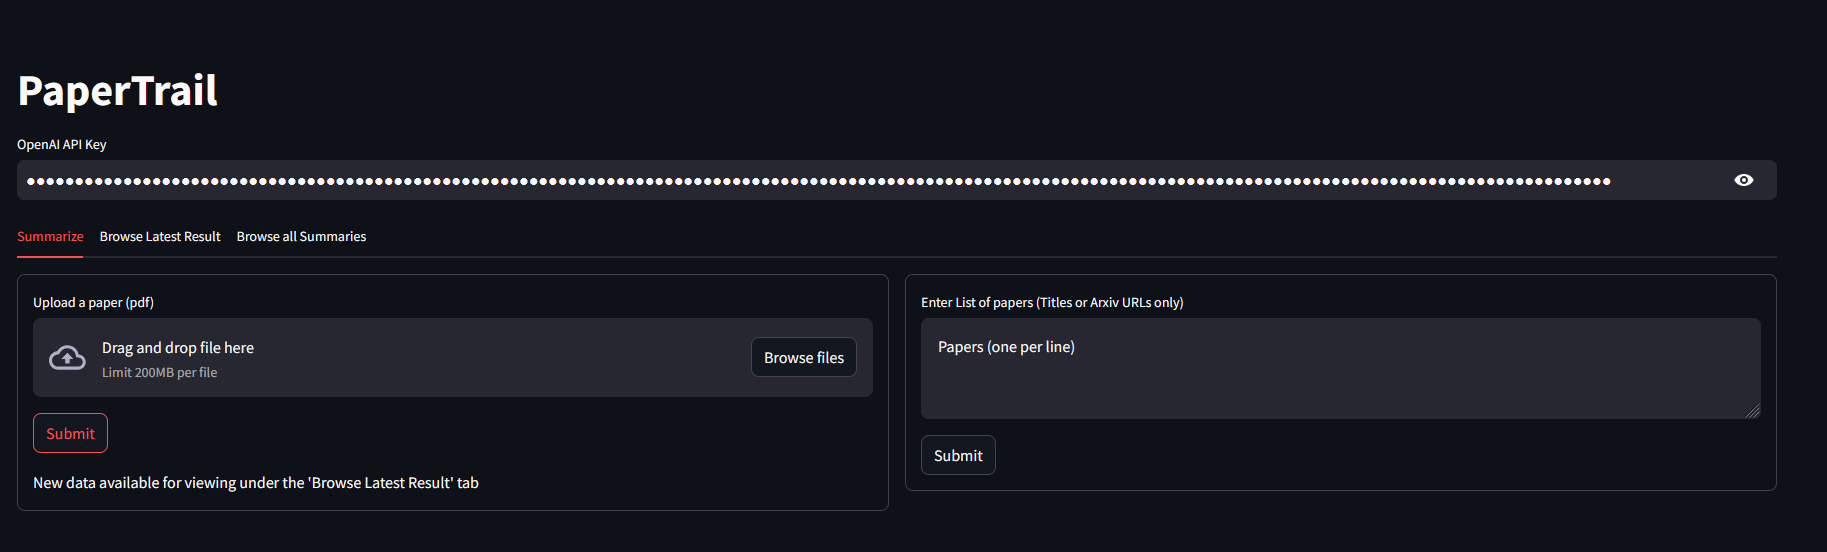 PaperTrail
OpenAI API Key
Summarize Browse Latest Result Browse all Summaries
Upload a paper (pdf)
Drag and drop file here
Limit 200MB per file
Browse files
Submit
New data available for viewing under the 'Browse Latest Result' tab
Enter List of papers (Titles or Arxiv URLs only)
Papers (one per line)
Submit